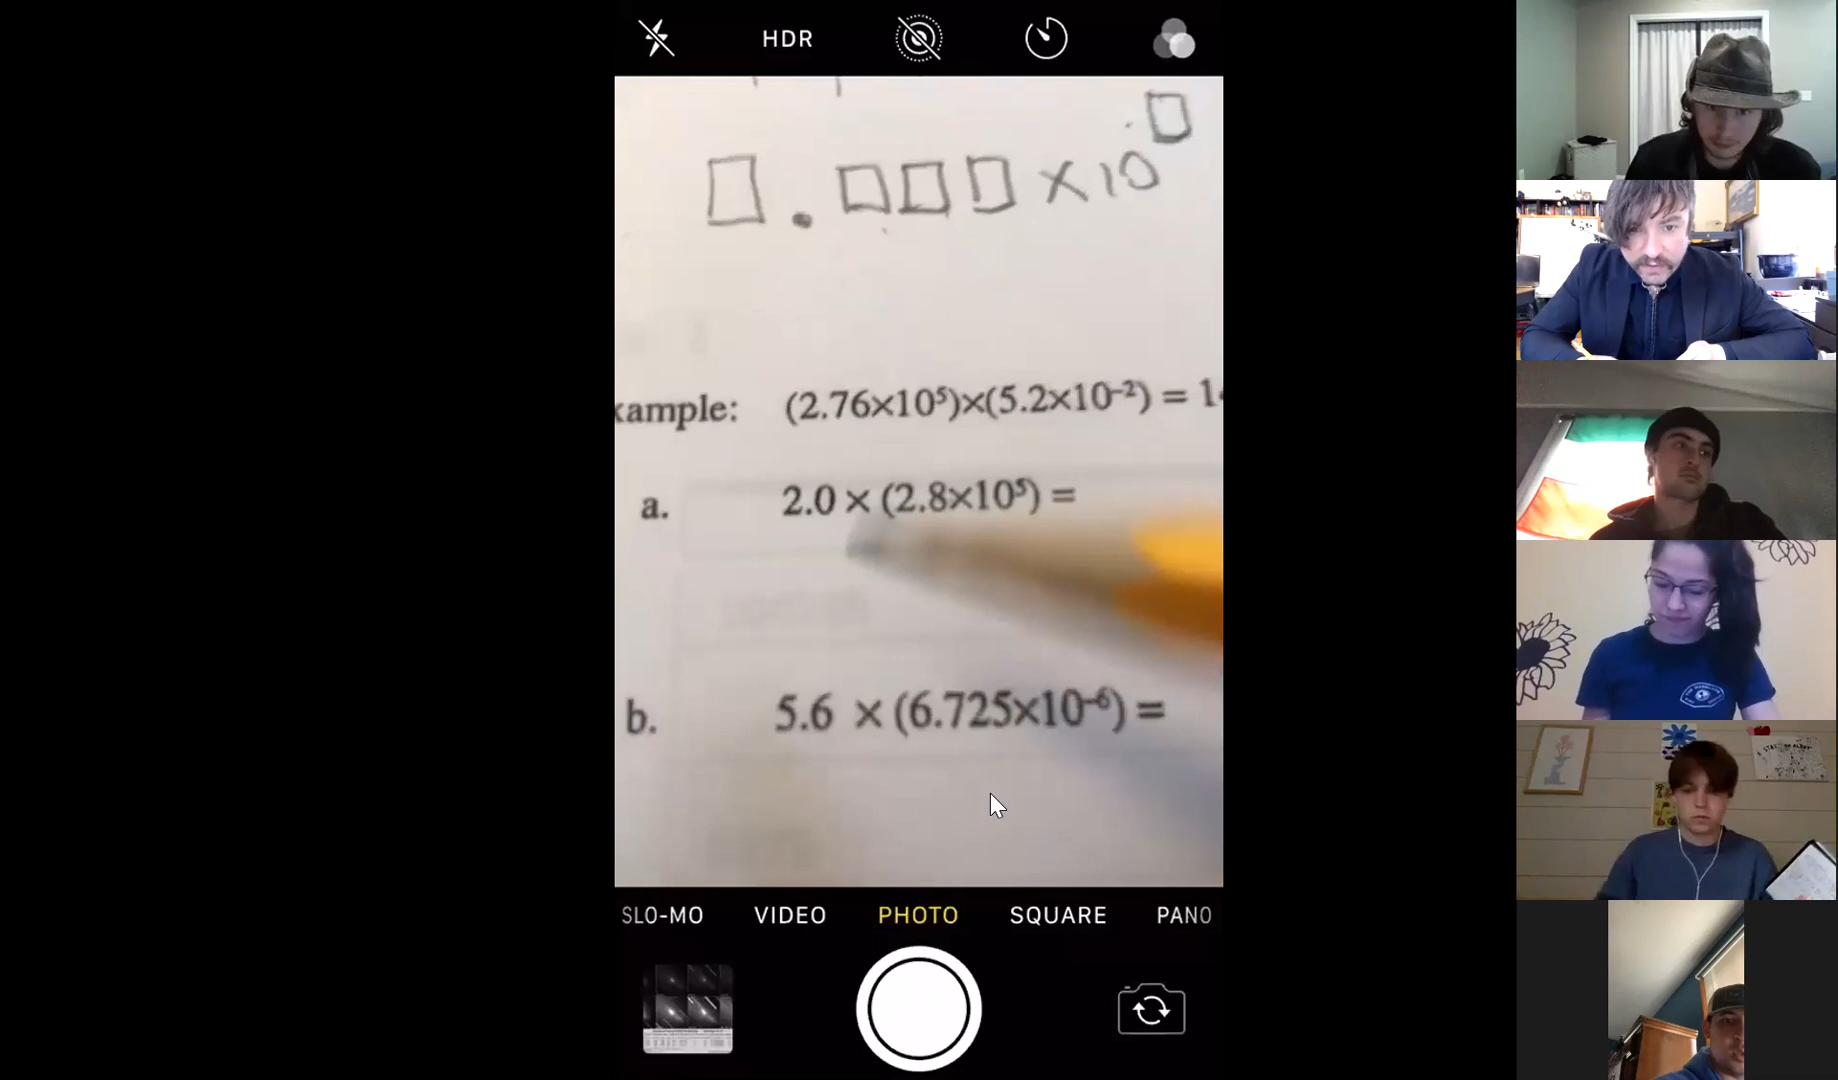 HDR
□.□□□×10^□
xample: (2.76×10⁵)×(5.2×10⁻²) = 1
a. 2.0 × (2.8×10⁵) =
b. 5.6 × (6.725×10⁻⁶) =
SLO-MO VIDEO PHOTO SQUARE PANO